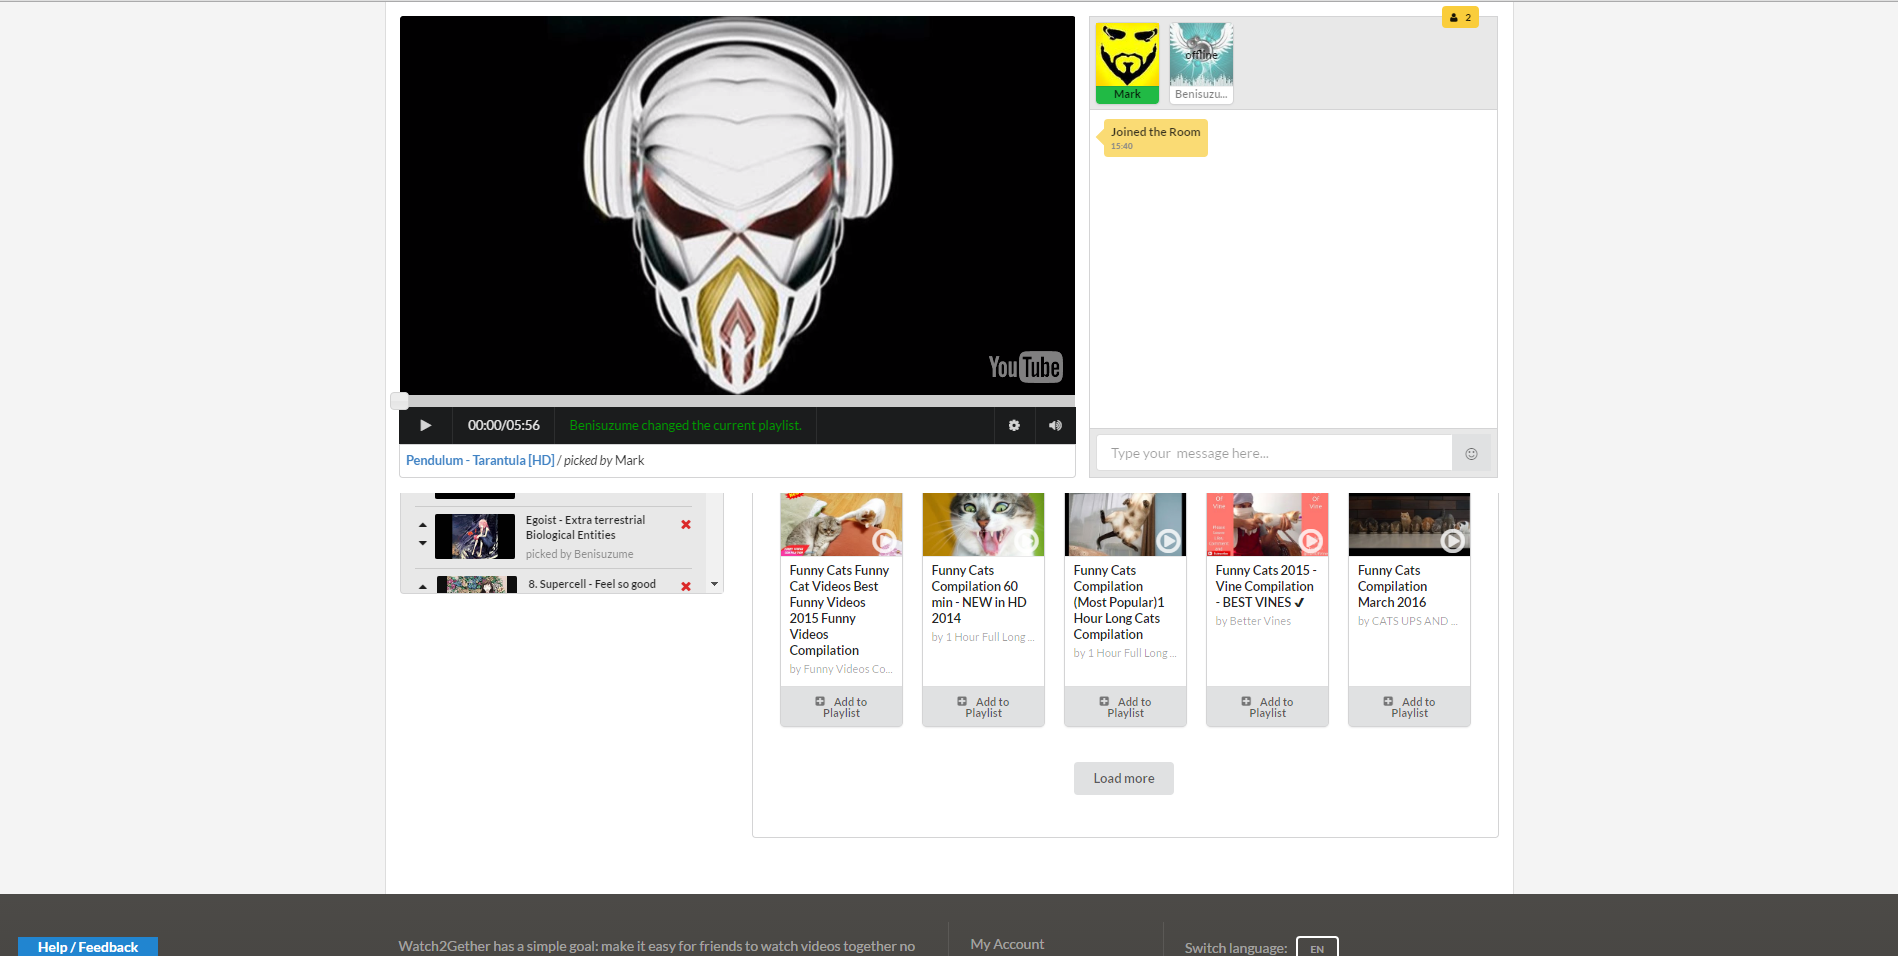 YouTube
00:00/05:56
Benisuzume changed the current playlist.
Pendulum - Tarantula [HD] / picked by Mark
2
offline
Mark
Benisuzu...
Joined the Room
15:40
Type your message here...
Egoist - Extra terrestrial
Biological Entities
picked by Benisuzume
8. Supercell - Feel so good
Funny Cats Funny
Cat Videos Best
Funny Videos
2015 Funny
Videos
Compilation
by Funny Videos Co...
Add to
Playlist
Funny Cats
Compilation 60
min - NEW in HD
2014
by 1 Hour Full Long ...
Add to
Playlist
Funny Cats
Compilation
(Most Popular)1
Hour Long Cats
Compilation
by 1 Hour Full Long ...
Add to
Playlist
Of
Vine
Of
Vine
Funny Cats 2015 -
Vine Compilation
- BEST VINES ✔
by Better Vines
Add to
Playlist
Funny Cats
Compilation
March 2016
by CATS UPS AND ...
Add to
Playlist
Load more
Help / Feedback
Watch2Gether has a simple goal: make it easy for friends to watch videos together no
My Account
Switch language:
EN